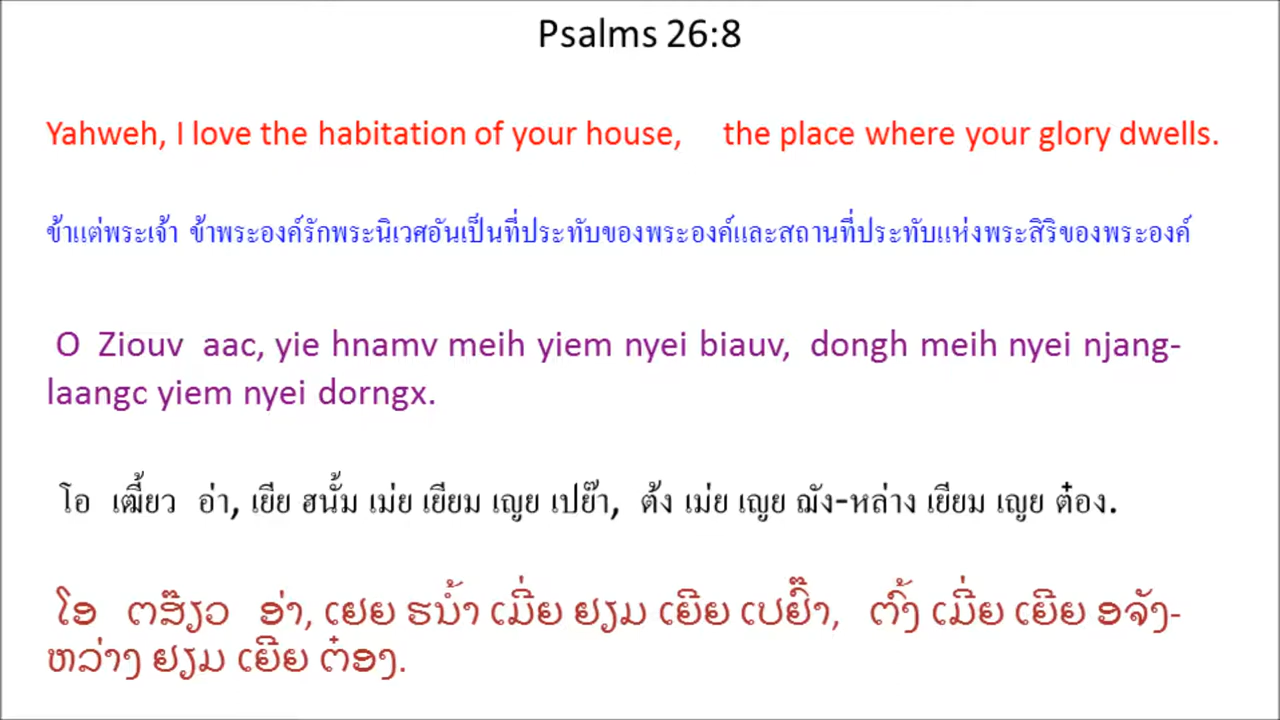 Psalms 26:8
Yahweh, I love the habitation of your house, the place where your glory dwells.
ข้าแต่พระเจ้า ข้าพระองค์รักพระนิเวศอันเป็นที่ประทับของพระองค์และสถานที่ประทับแห่งพระสิริของพระองค์
O Ziouv aac, yie hnamv meih yiem nyei biauv, dongh meih nyei njang-
laangc yiem nyei dorngx.
โอ เฒี้ยว อ่า, เยีย ฮนั้ม เม่ย เยียม เญย เปย๊า, ต้ง เม่ย เญย ฌัง-หล่าง เยียม เญย ต๋อง.
ໂອ ຕສ໊ຽວ ອ່າ, ເຢຍ ຮນ້ຳ ເມີ່ຍ ຢຽມ ເຍີຍ ເປຢົ໊າ, ຕົ້ງ ເມີ່ຍ ເຍີຍ ອຈັງ-
ຫລ່າງ ຢຽມ ເຍີຍ ຕ໋ອງ.